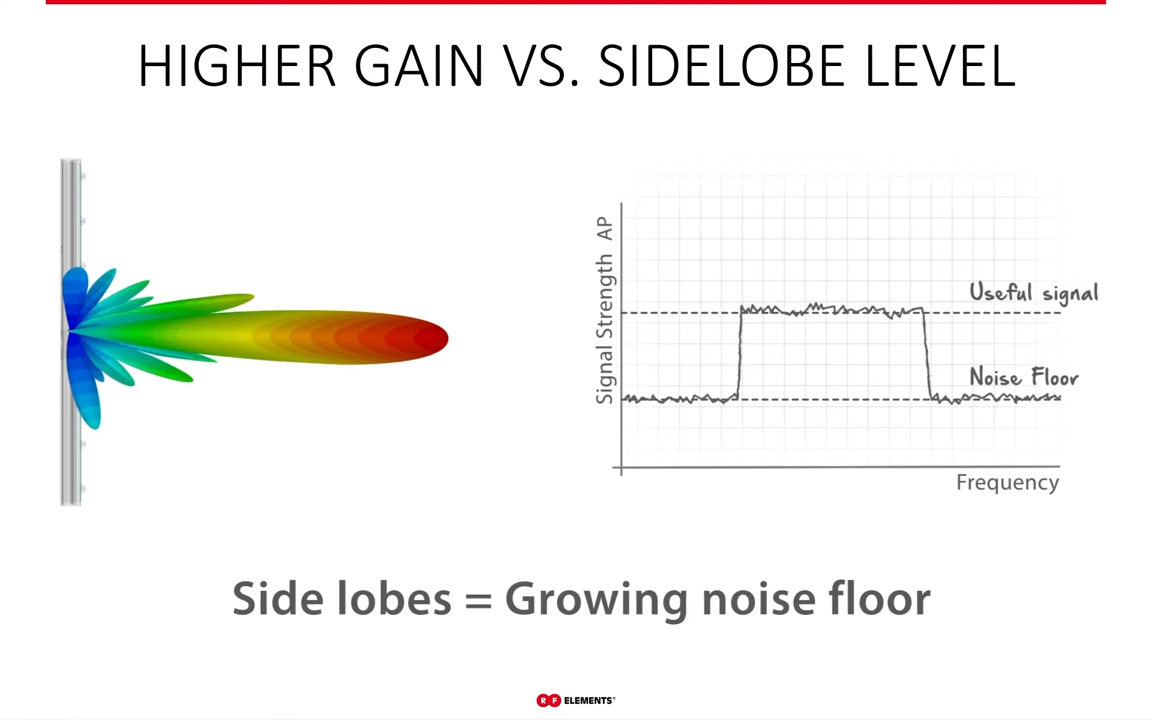 HIGHER GAIN VS. SIDELOBE LEVEL
Signal Strength AP
Useful signal
Noise Floor
Frequency
Side lobes = Growing noise floor
RF ELEMENTS